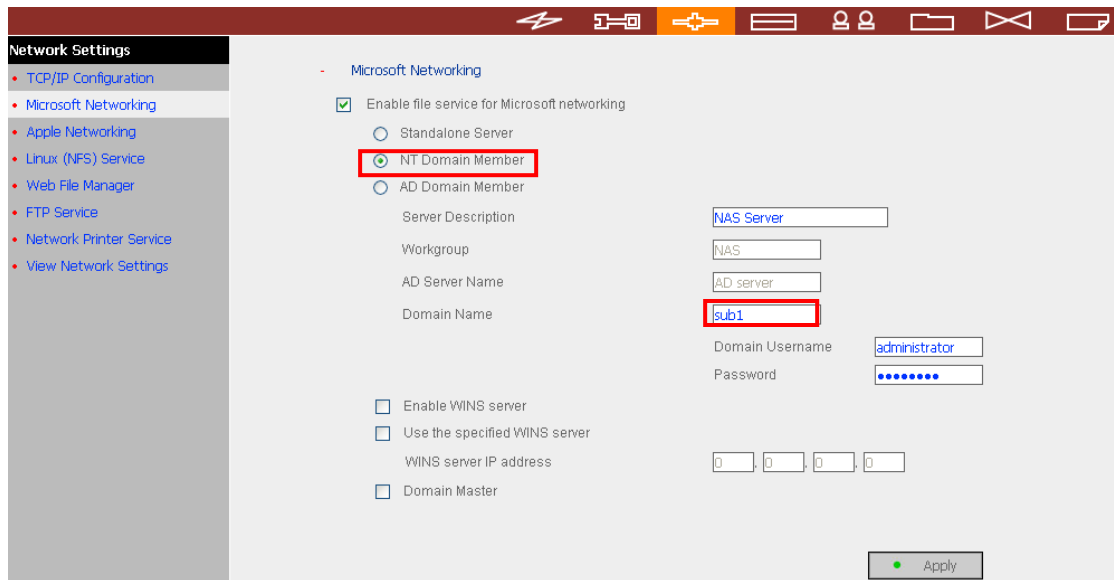 Network Settings
TCP/IP Configuration
Microsoft Networking
Apple Networking
Linux (NFS) Service
Web File Manager
FTP Service
Network Printer Service
View Network Settings
- Microsoft Networking
Enable file service for Microsoft networking
Standalone Server
NT Domain Member
AD Domain Member
Server Description NAS Server
Workgroup NAS
AD Server Name AD server
Domain Name sub1
Domain Username administrator
Password ●●●●●●●●
Enable WINS server
Use the specified WINS server
WINS server IP address 0 . 0 . 0 . 0
Domain Master
Apply